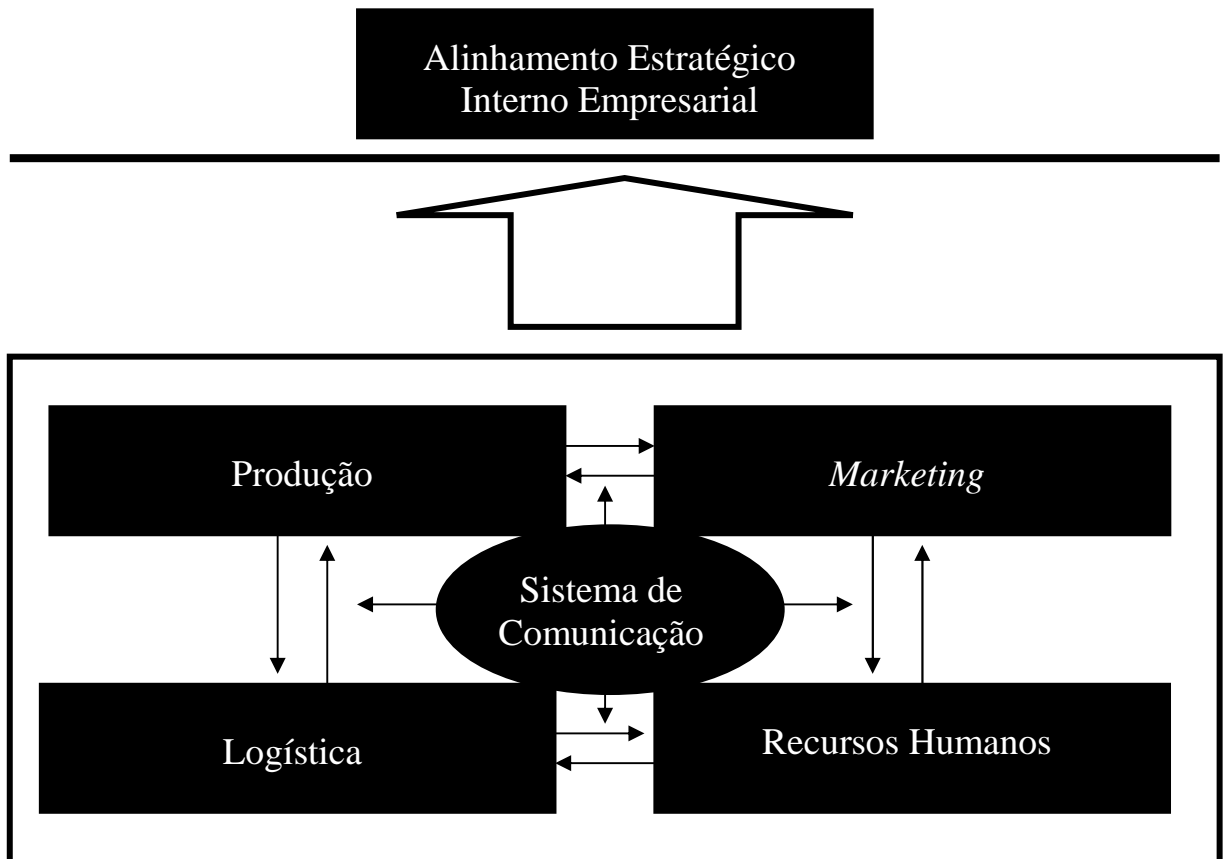 Alinhamento Estratégico
Interno Empresarial
Produção
Marketing
Sistema de
Comunicação
Logística
Recursos Humanos